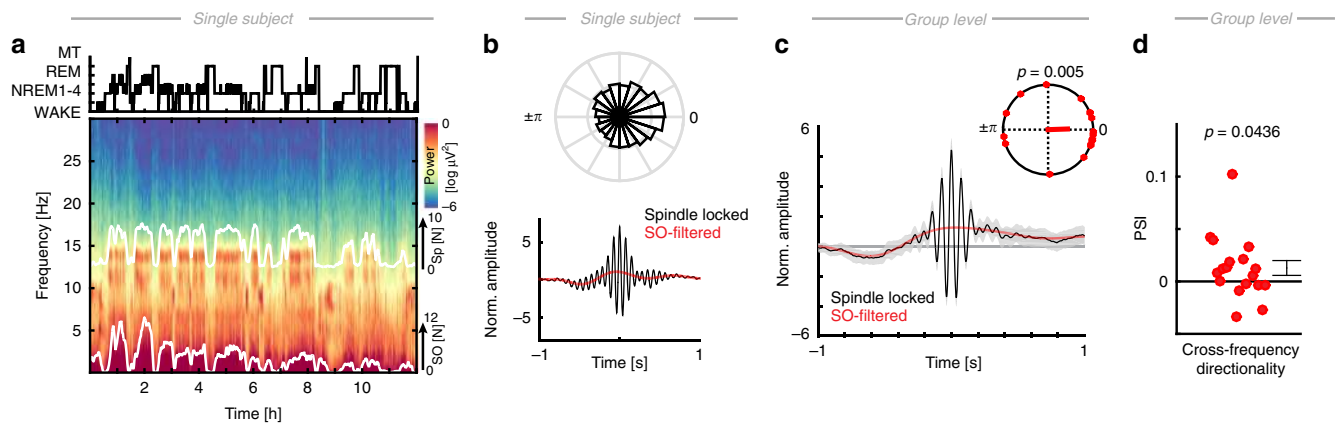 Single subject
Single subject
Group level
Group level
a
MT
REM
NREM1-4
WAKE
Frequency [Hz]
25
20
15
10
5
0
Power
[log µV²]
–6
10
Sp [N]
0
12
SO [N]
0
2
4
6
8
10
Time [h]
b
±π
0
Norm. amplitude
5
−5
Spindle locked
SO-filtered
−1
1
Time [s]
c
p = 0.005
±π
0
6
Norm. amplitude
−6
Spindle locked
SO-filtered
−1
1
Time [s]
d
p = 0.0436
PSI
0.1
0
Cross-frequency
directionality